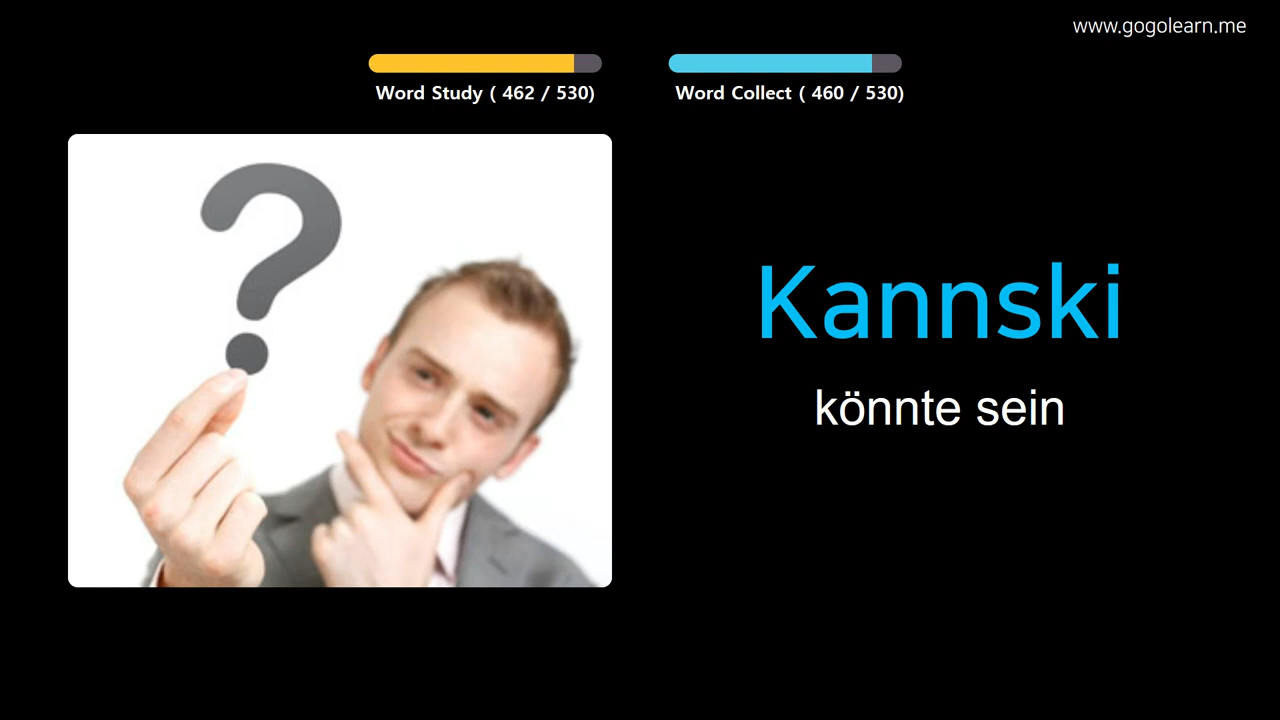 www.gogolearn.me
Word Study ( 462 / 530)
Word Collect ( 460 / 530)
?
Kannski
könnte sein